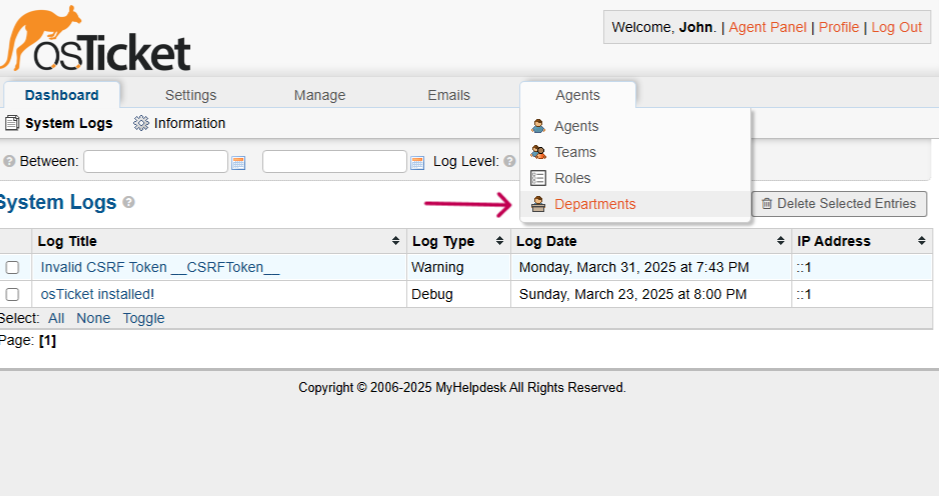 osTicket
Welcome, John. | Agent Panel | Profile | Log Out
Dashboard Settings Manage Emails Agents
System Logs Information
Agents
Teams
Roles
Departments
Between: Log Level:
System Logs
Delete Selected Entries
Log Title Log Type Log Date IP Address
Invalid CSRF Token __CSRFToken__ Warning Monday, March 31, 2025 at 7:43 PM ::1
osTicket installed! Debug Sunday, March 23, 2025 at 8:00 PM ::1
Select: All None Toggle
Page: [1]
Copyright © 2006-2025 MyHelpdesk All Rights Reserved.